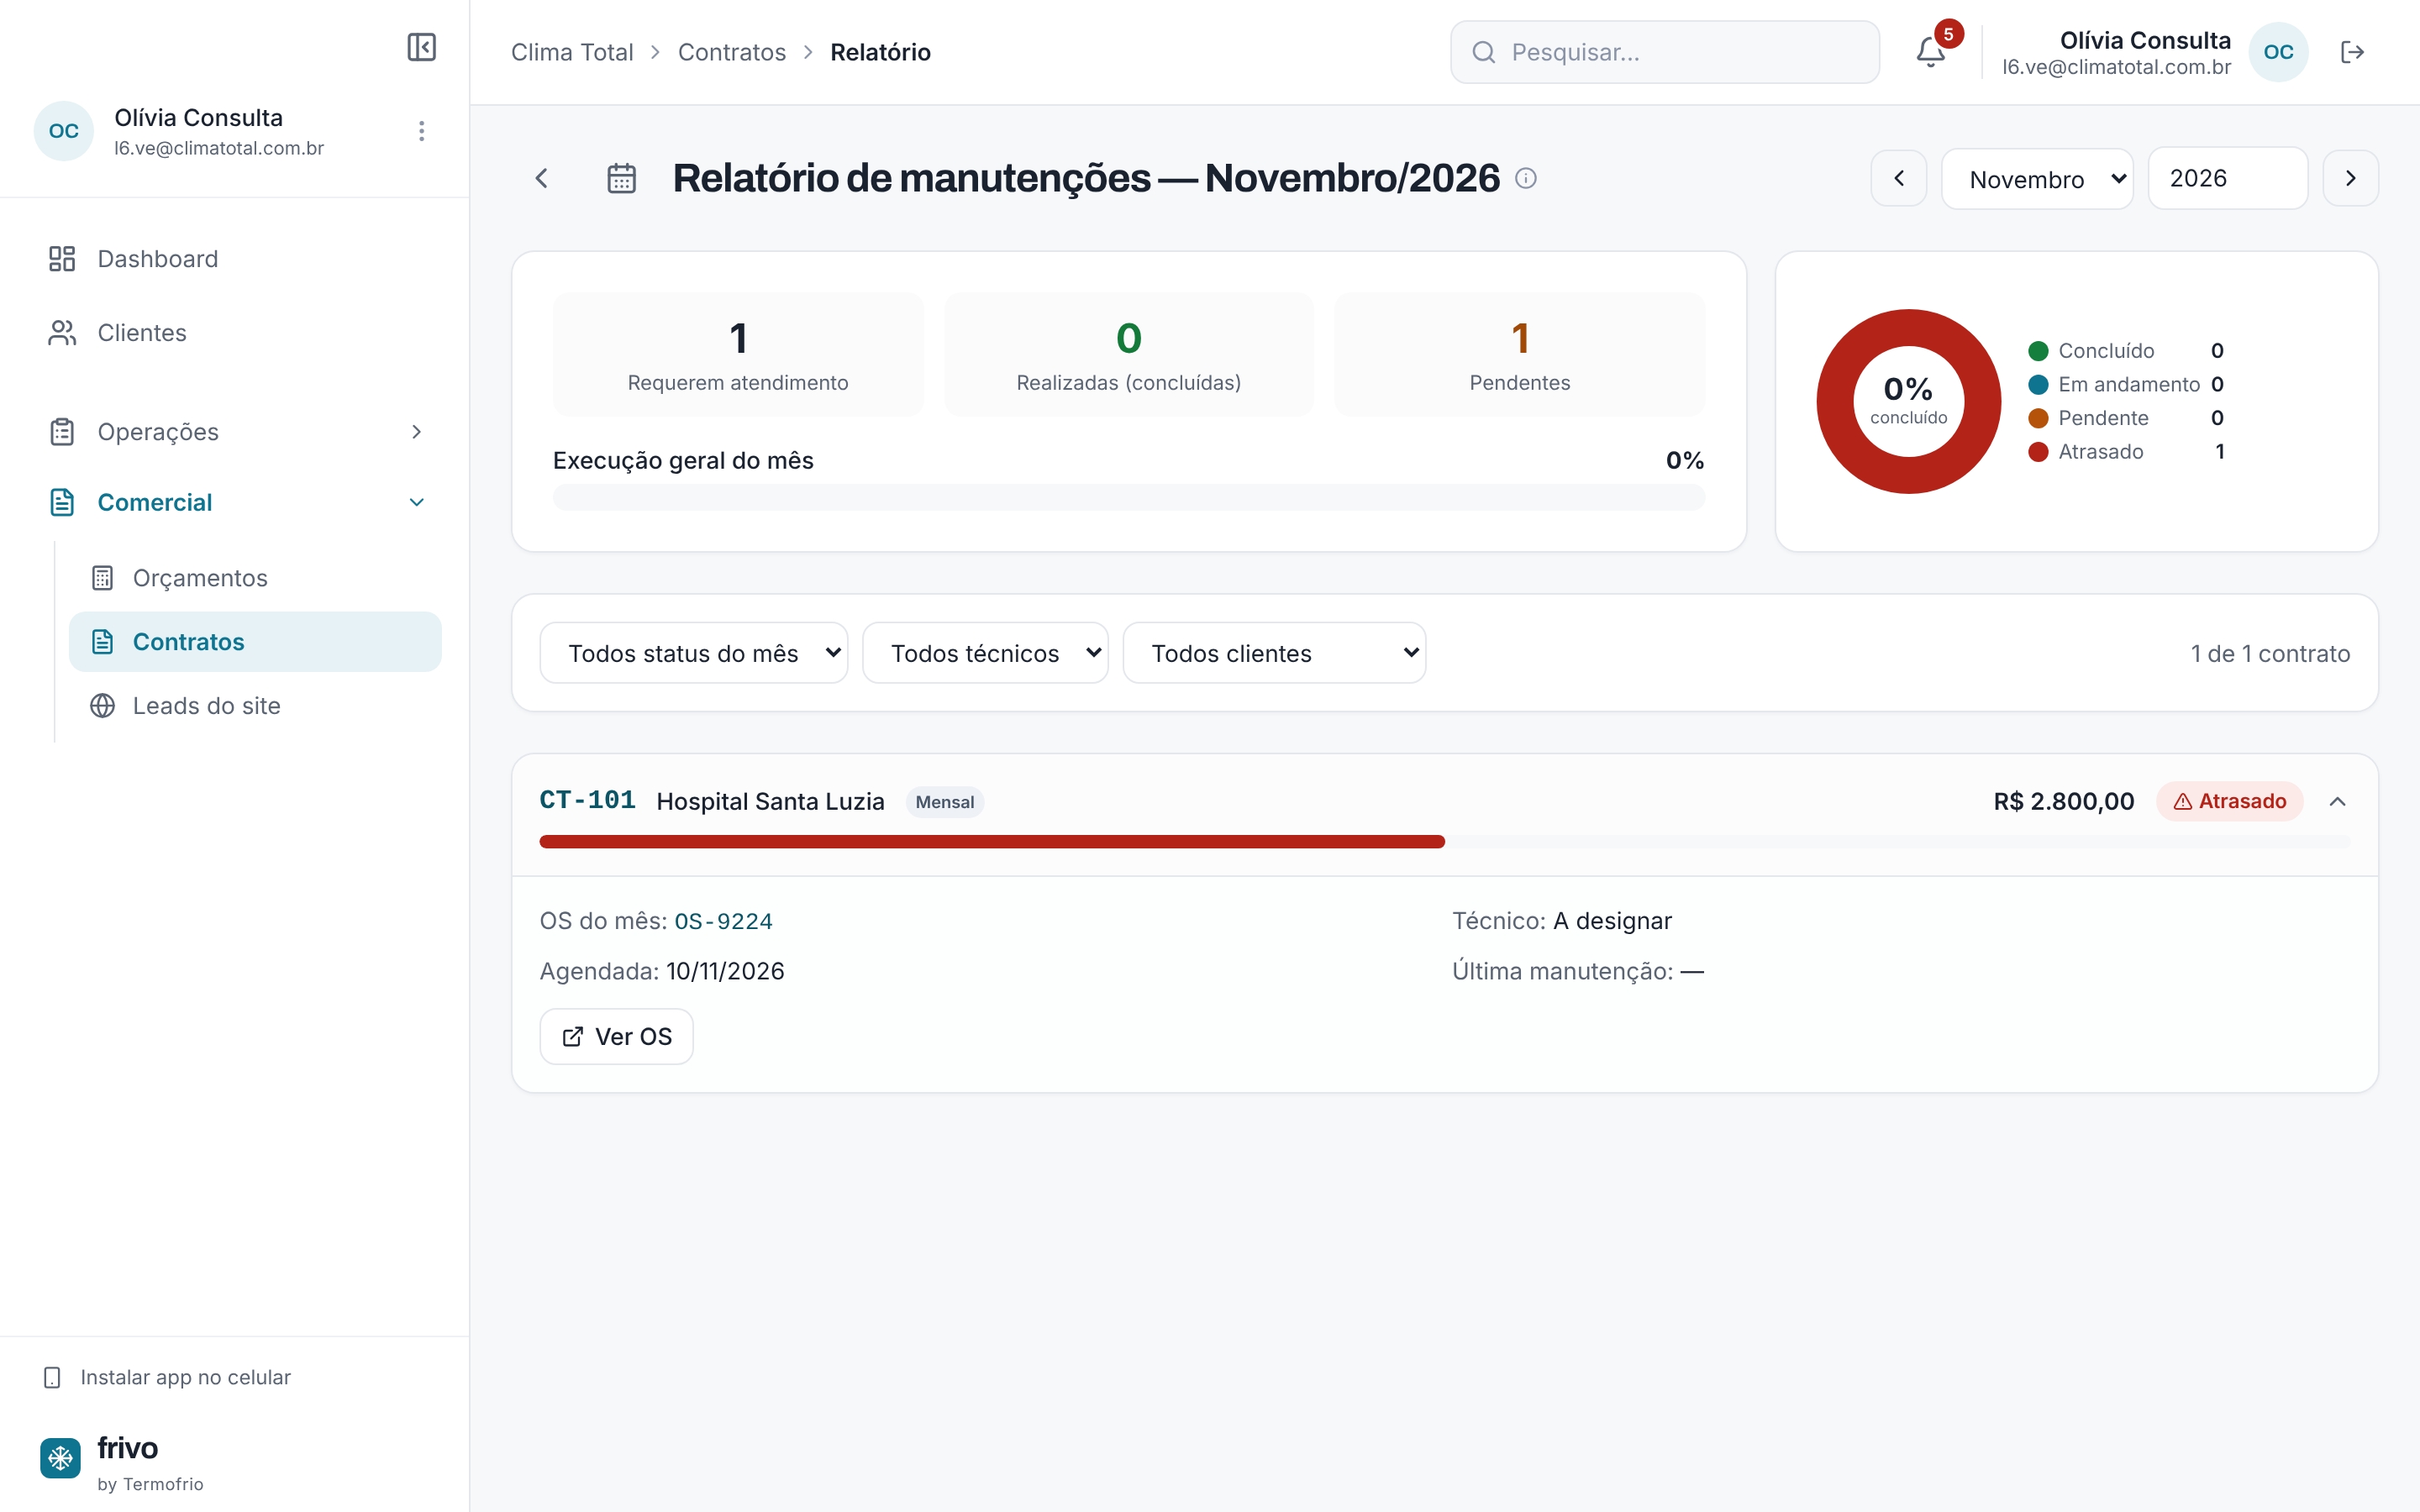 OC
Olívia Consulta
l6.ve@climatotal.com.br
Dashboard
Clientes
Operações
Comercial
Orçamentos
Contratos
Leads do site
Instalar app no celular
frivo
by Termofrio
Clima Total > Contratos > Relatório
Pesquisar...
5
Olívia Consulta
l6.ve@climatotal.com.br
OC
Relatório de manutenções — Novembro/2026
Novembro
2026
1
Requerem atendimento
0
Realizadas (concluídas)
1
Pendentes
Execução geral do mês 0%
0%
concluído
Concluído 0
Em andamento 0
Pendente 0
Atrasado 1
Todos status do mês
Todos técnicos
Todos clientes
1 de 1 contrato
CT-101 Hospital Santa Luzia Mensal R$ 2.800,00 Atrasado
OS do mês: OS-9224
Técnico: A designar
Agendada: 10/11/2026
Última manutenção: —
Ver OS